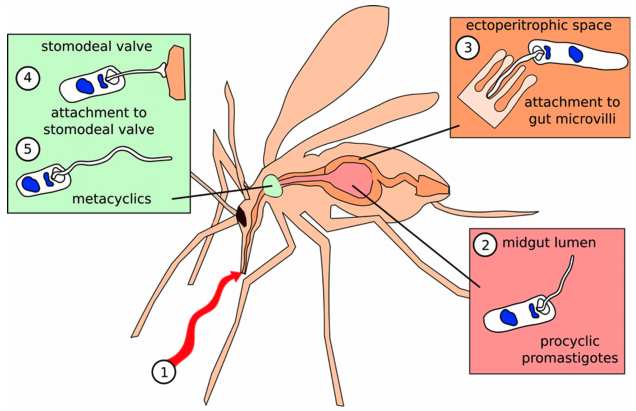 stomodeal valve
4
attachment to
stomodeal valve
5
metacyclics
ectoperitrophic space
3
attachment to
gut microvilli
2
midgut lumen
procyclic
promastigotes
1